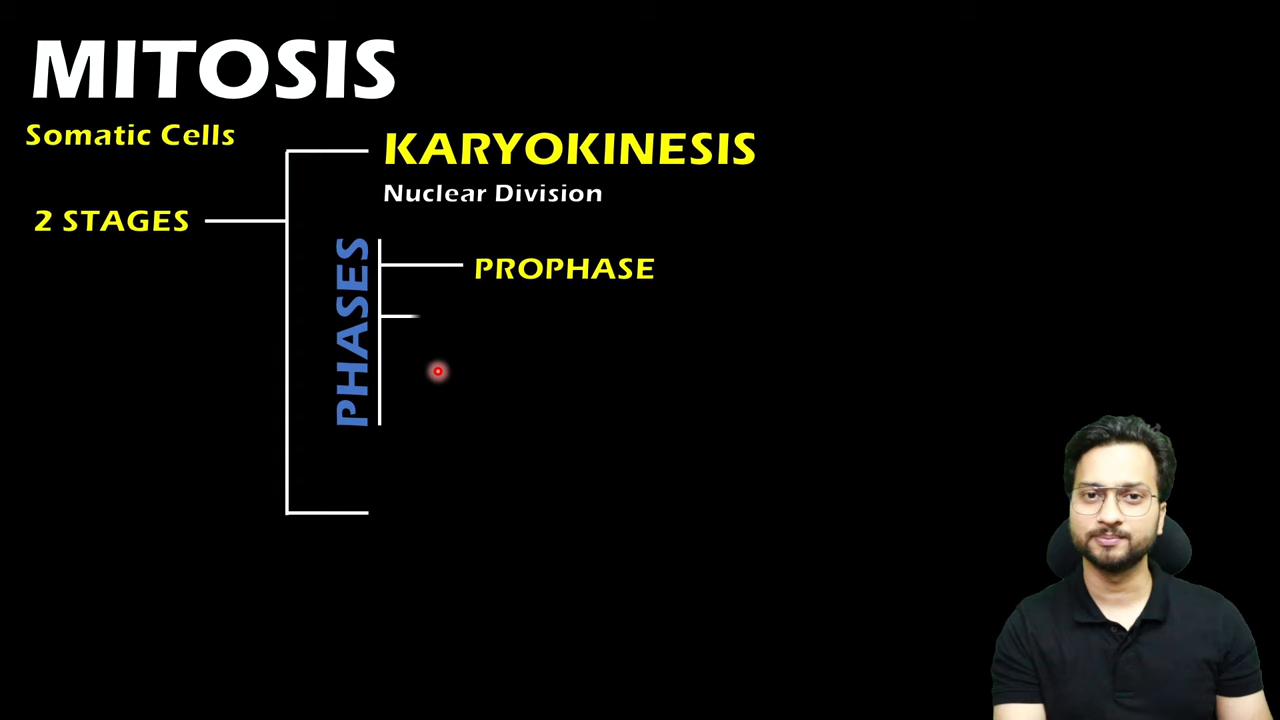 MITOSIS
Somatic Cells
KARYOKINESIS
Nuclear Division
2 STAGES
PHASES
PROPHASE